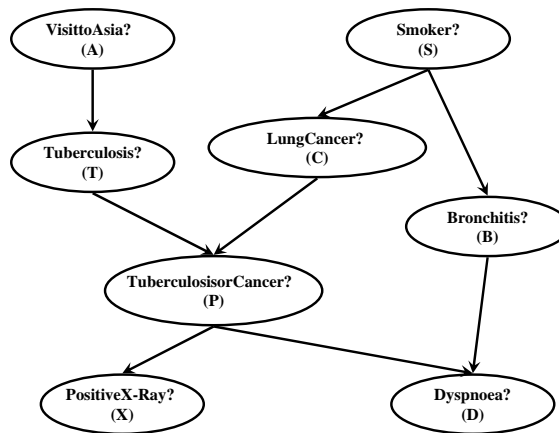 VisittoAsia?
(A)
Smoker?
(S)
Tuberculosis?
(T)
LungCancer?
(C)
Bronchitis?
(B)
TuberculosisorCancer?
(P)
PositiveX-Ray?
(X)
Dyspnoea?
(D)